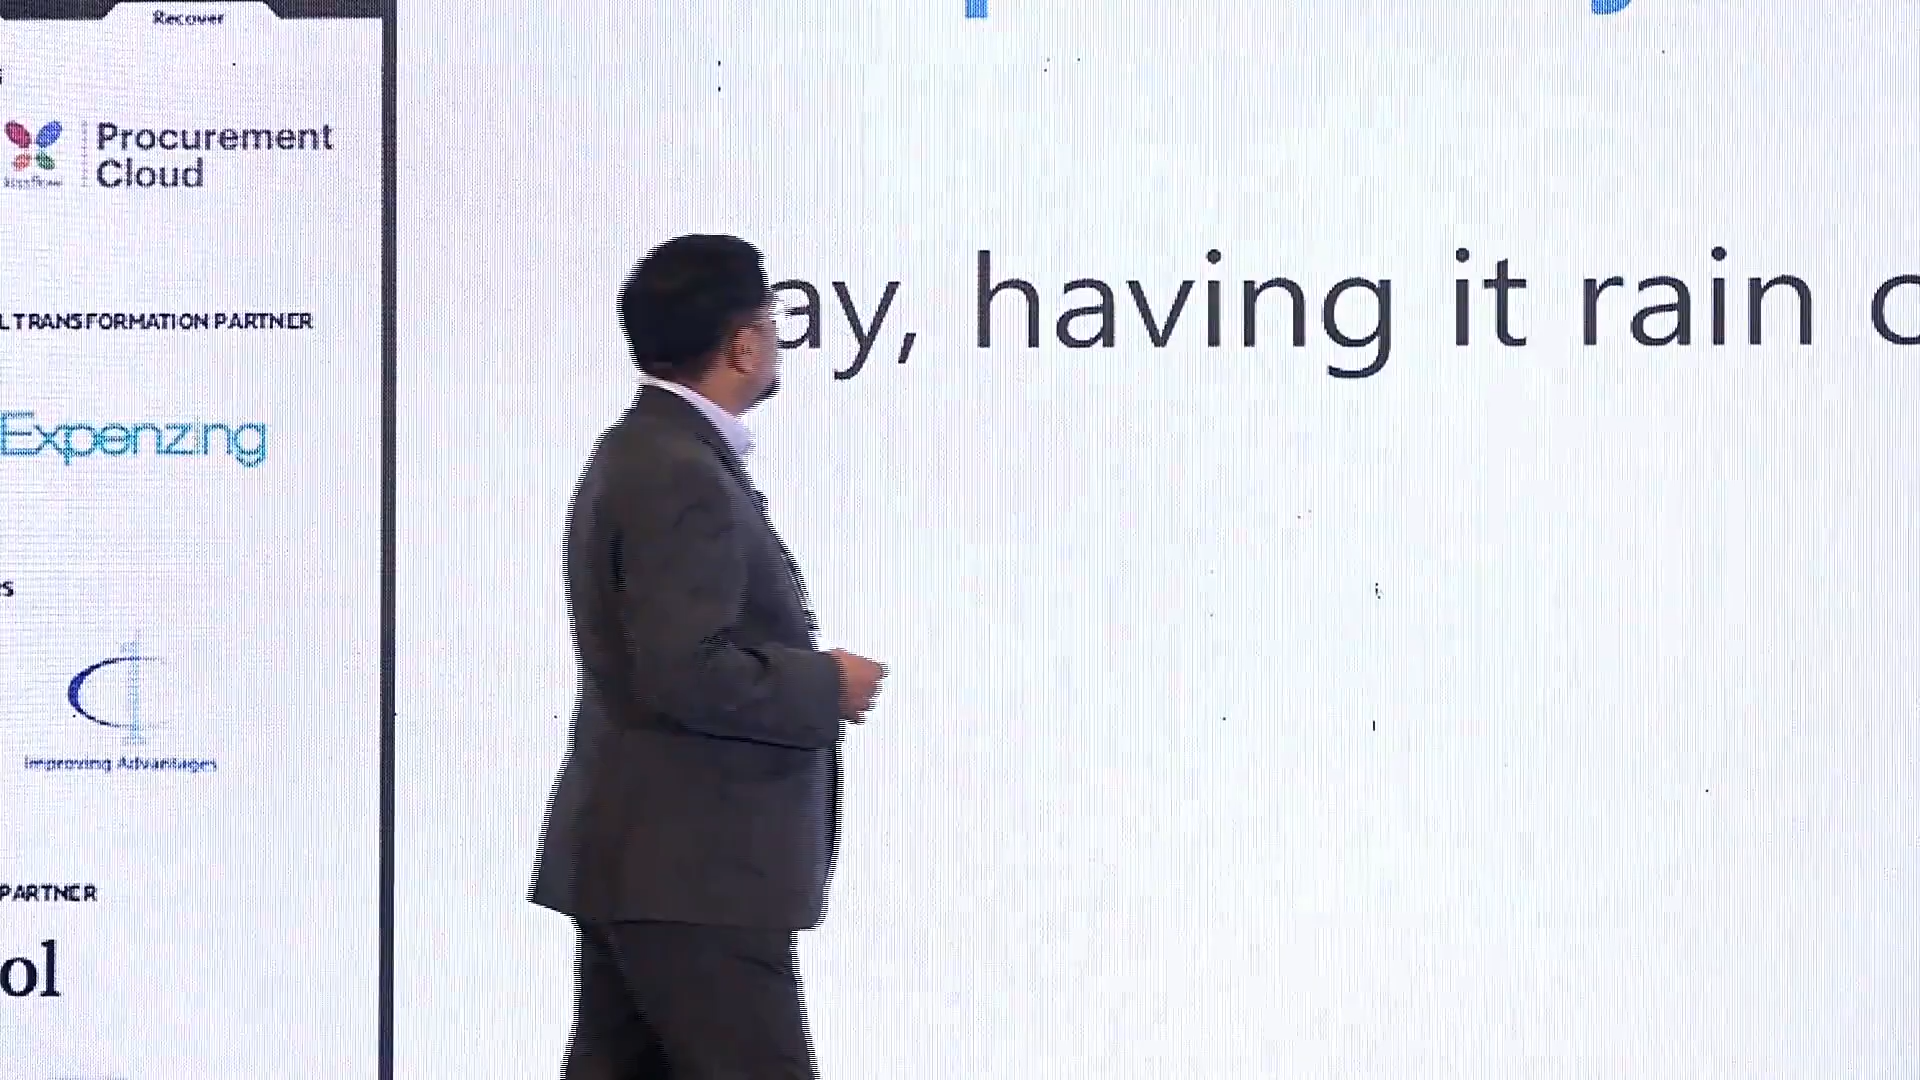 Recover
Procurement
Cloud
L TRANSFORMATION PARTNER
Expenzing
Improving Advantages
PARTNER
ol
ay, having it rain